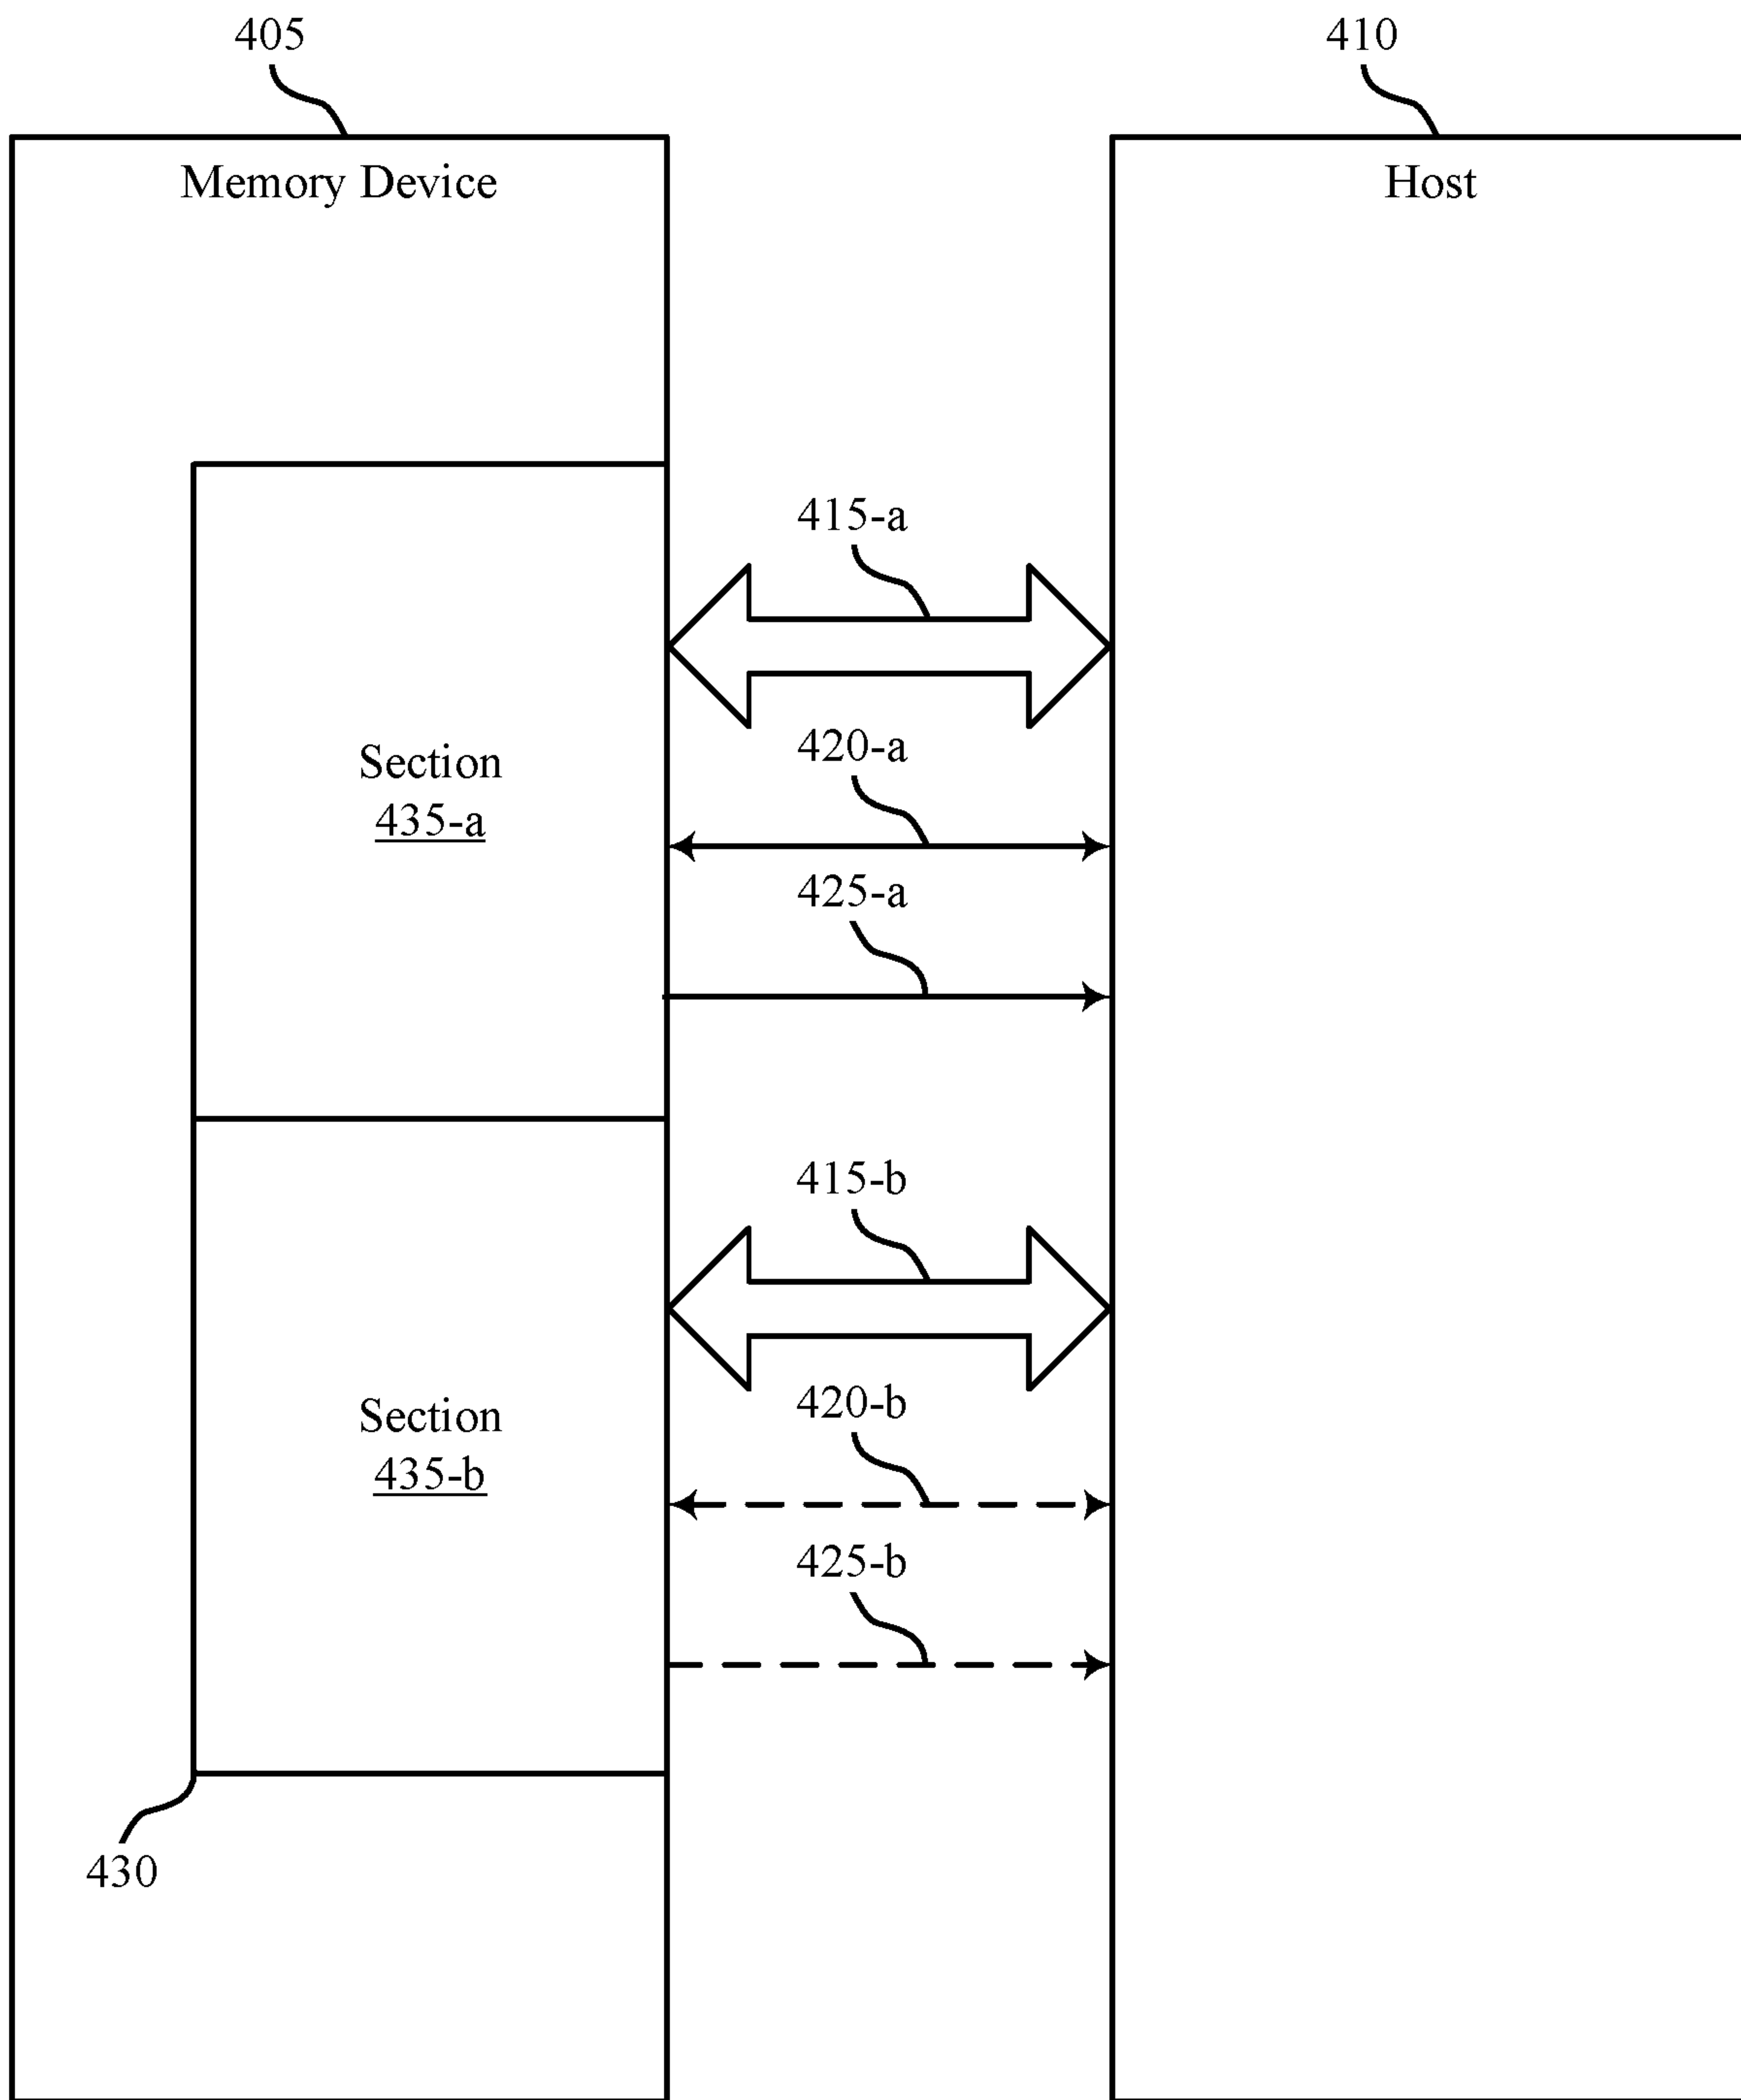 405
410
Memory Device
Host
415-a
Section
435-a
420-a
425-a
415-b
Section
435-b
420-b
425-b
430